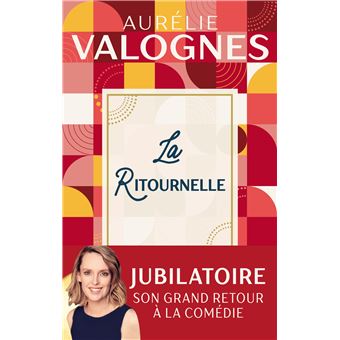 AURÉLIE
VALOGNES
La
RITOURNELLE
JUBILATOIRE
SON GRAND RETOUR
À LA COMÉDIE